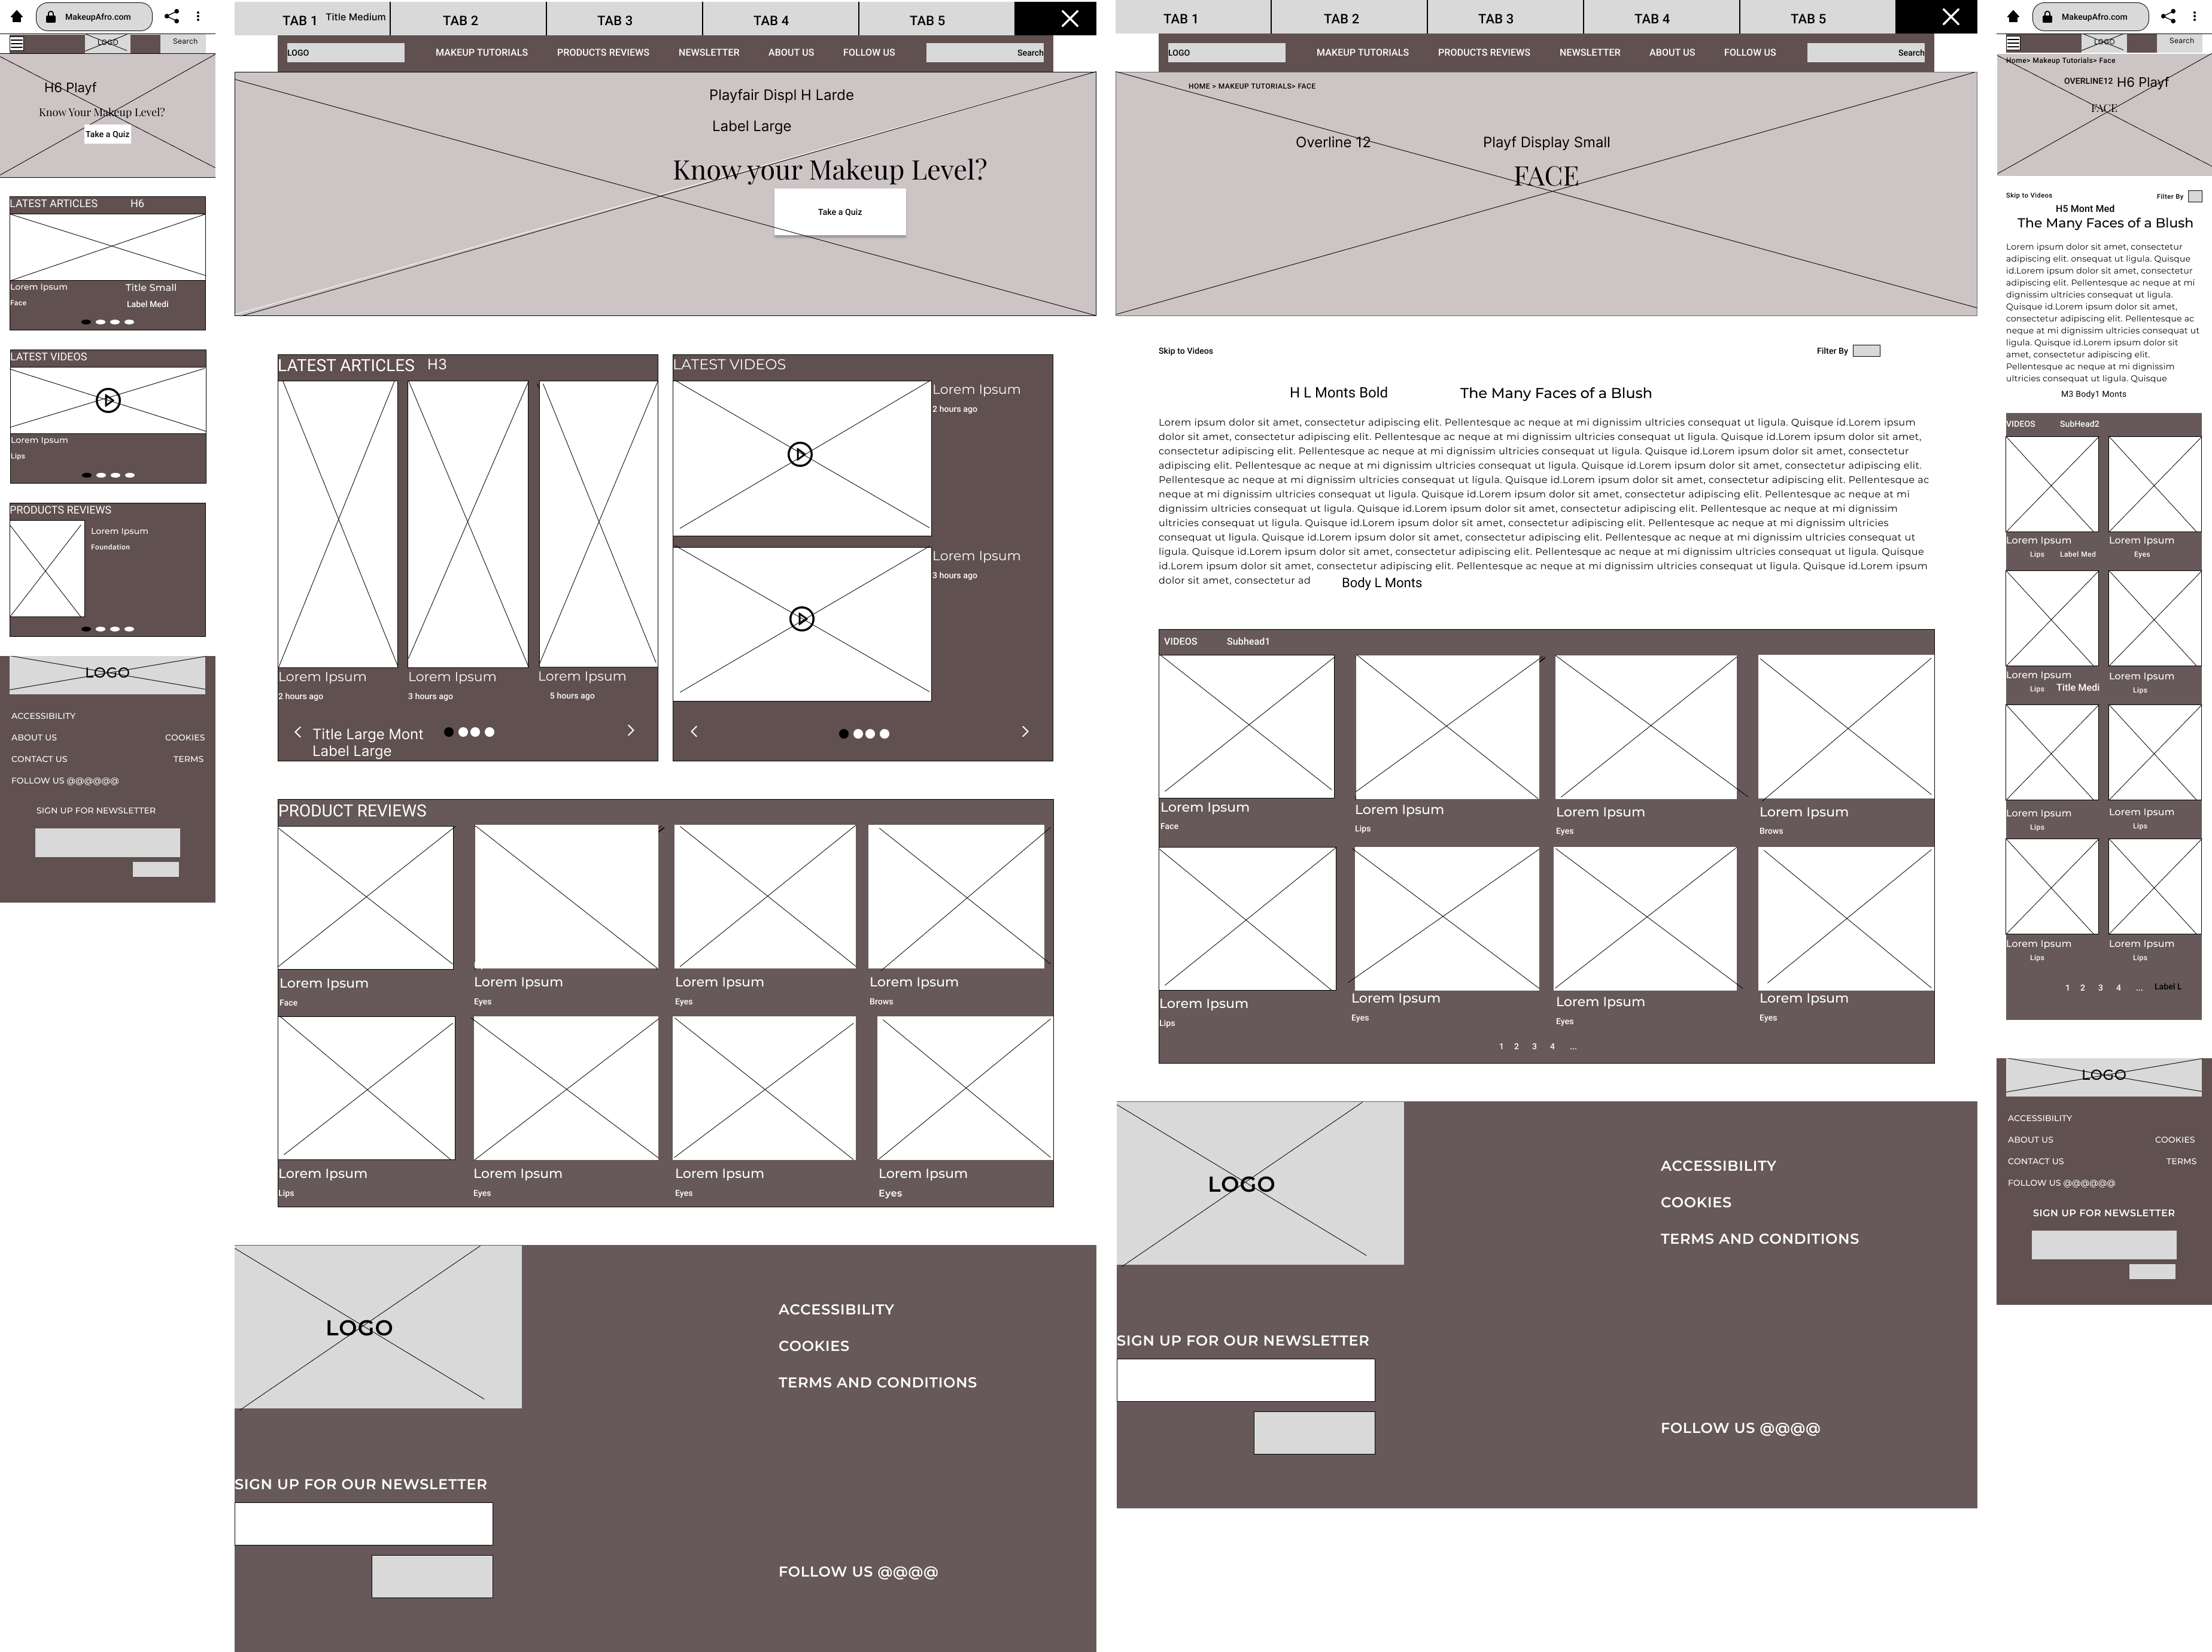 MakeupAfro.com
LOGO
Search
H6 Playf
Know Your Makeup Level?
Take a Quiz
LATEST ARTICLES H6
Lorem Ipsum Title Small
Face Label Medi
LATEST VIDEOS
Lorem Ipsum
Lips
PRODUCTS REVIEWS
Lorem Ipsum
Foundation
LOGO
ACCESSIBILITY
ABOUT US COOKIES
CONTACT US TERMS
FOLLOW US @@@@@@
SIGN UP FOR NEWSLETTER
TAB 1 Title Medium TAB 2 TAB 3 TAB 4 TAB 5
LOGO MAKEUP TUTORIALS PRODUCTS REVIEWS NEWSLETTER ABOUT US FOLLOW US Search
Playfair Displ H Larde
Label Large
Know your Makeup Level?
Take a Quiz
LATEST ARTICLES H3
Lorem Ipsum Lorem Ipsum Lorem Ipsum
2 hours ago 3 hours ago 5 hours ago
Title Large Mont
Label Large
LATEST VIDEOS
Lorem Ipsum
2 hours ago
Lorem Ipsum
3 hours ago
PRODUCT REVIEWS
Lorem Ipsum Lorem Ipsum Lorem Ipsum Lorem Ipsum
Face Eyes Eyes Brows
Lorem Ipsum Lorem Ipsum Lorem Ipsum Lorem Ipsum
Lips Eyes Eyes Eyes
LOGO
ACCESSIBILITY
COOKIES
TERMS AND CONDITIONS
SIGN UP FOR OUR NEWSLETTER
FOLLOW US @@@@
TAB 1 TAB 2 TAB 3 TAB 4 TAB 5
LOGO MAKEUP TUTORIALS PRODUCTS REVIEWS NEWSLETTER ABOUT US FOLLOW US Search
HOME > MAKEUP TUTORIALS> FACE
Overline 12 Playf Display Small
FACE
Skip to Videos Filter By
H L Monts Bold The Many Faces of a Blush
Lorem ipsum dolor sit amet, consectetur adipiscing elit. Pellentesque ac neque at mi dignissim ultricies consequat ut ligula. Quisque id.Lorem ipsum
dolor sit amet, consectetur adipiscing elit. Pellentesque ac neque at mi dignissim ultricies consequat ut ligula. Quisque id.Lorem ipsum dolor sit amet,
consectetur adipiscing elit. Pellentesque ac neque at mi dignissim ultricies consequat ut ligula. Quisque id.Lorem ipsum dolor sit amet, consectetur
adipiscing elit. Pellentesque ac neque at mi dignissim ultricies consequat ut ligula. Quisque id.Lorem ipsum dolor sit amet, consectetur adipiscing elit.
Pellentesque ac neque at mi dignissim ultricies consequat ut ligula. Quisque id.Lorem ipsum dolor sit amet, consectetur adipiscing elit. Pellentesque ac
neque at mi dignissim ultricies consequat ut ligula. Quisque id.Lorem ipsum dolor sit amet, consectetur adipiscing elit. Pellentesque ac neque at mi
dignissim ultricies consequat ut ligula. Quisque id.Lorem ipsum dolor sit amet, consectetur adipiscing elit. Pellentesque ac neque at mi dignissim
ultricies consequat ut ligula. Quisque id.Lorem ipsum dolor sit amet, consectetur adipiscing elit. Pellentesque ac neque at mi dignissim ultricies
consequat ut ligula. Quisque id.Lorem ipsum dolor sit amet, consectetur adipiscing elit. Pellentesque ac neque at mi dignissim ultricies consequat ut
ligula. Quisque id.Lorem ipsum dolor sit amet, consectetur adipiscing elit. Pellentesque ac neque at mi dignissim ultricies consequat ut ligula. Quisque
id.Lorem ipsum dolor sit amet, consectetur adipiscing elit. Pellentesque ac neque at mi dignissim ultricies consequat ut ligula. Quisque id.Lorem ipsum
dolor sit amet, consectetur ad Body L Monts
VIDEOS Subhead1
Lorem Ipsum Lorem Ipsum Lorem Ipsum Lorem Ipsum
Face Lips Eyes Brows
Lorem Ipsum Lorem Ipsum Lorem Ipsum Lorem Ipsum
Lips Eyes Eyes Eyes
1 2 3 4 ...
LOGO
ACCESSIBILITY
COOKIES
TERMS AND CONDITIONS
SIGN UP FOR OUR NEWSLETTER
FOLLOW US @@@@
MakeupAfro.com
LOGO
Search
Home> Makeup Tutorials> Face
OVERLINE12 H6 Playf
FACE
Skip to Videos Filter By
H5 Mont Med
The Many Faces of a Blush
Lorem ipsum dolor sit amet, consectetur
adipiscing elit. onsequat ut ligula. Quisque
id.Lorem ipsum dolor sit amet, consectetur
adipiscing elit. Pellentesque ac neque at mi
dignissim ultricies consequat ut ligula.
Quisque id.Lorem ipsum dolor sit amet,
consectetur adipiscing elit. Pellentesque ac
neque at mi dignissim ultricies consequat ut
ligula. Quisque id.Lorem ipsum dolor sit
amet, consectetur adipiscing elit.
Pellentesque ac neque at mi dignissim
ultricies consequat ut ligula. Quisque
M3 Body1 Monts
VIDEOS SubHead2
Lorem Ipsum Lorem Ipsum
Lips Label Med Eyes
Lorem Ipsum Lorem Ipsum
Lips Title Medi Lips
Lorem Ipsum Lorem Ipsum
Lips Lips
Lorem Ipsum Lorem Ipsum
Lips Lips
1 2 3 4 ... Label L
LOGO
ACCESSIBILITY
ABOUT US COOKIES
CONTACT US TERMS
FOLLOW US @@@@@@
SIGN UP FOR NEWSLETTER